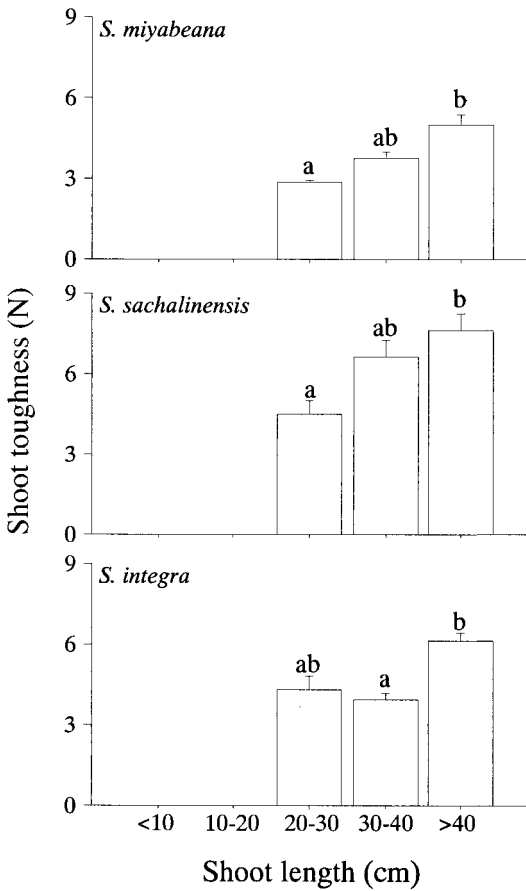 9
S. miyabeana
6
3
0
a
ab
b
9
S. sachalinensis
6
3
0
a
ab
b
9
S. integra
6
3
0
ab
a
b
Shoot toughness (N)
<10 10-20 20-30 30-40 >40
Shoot length (cm)